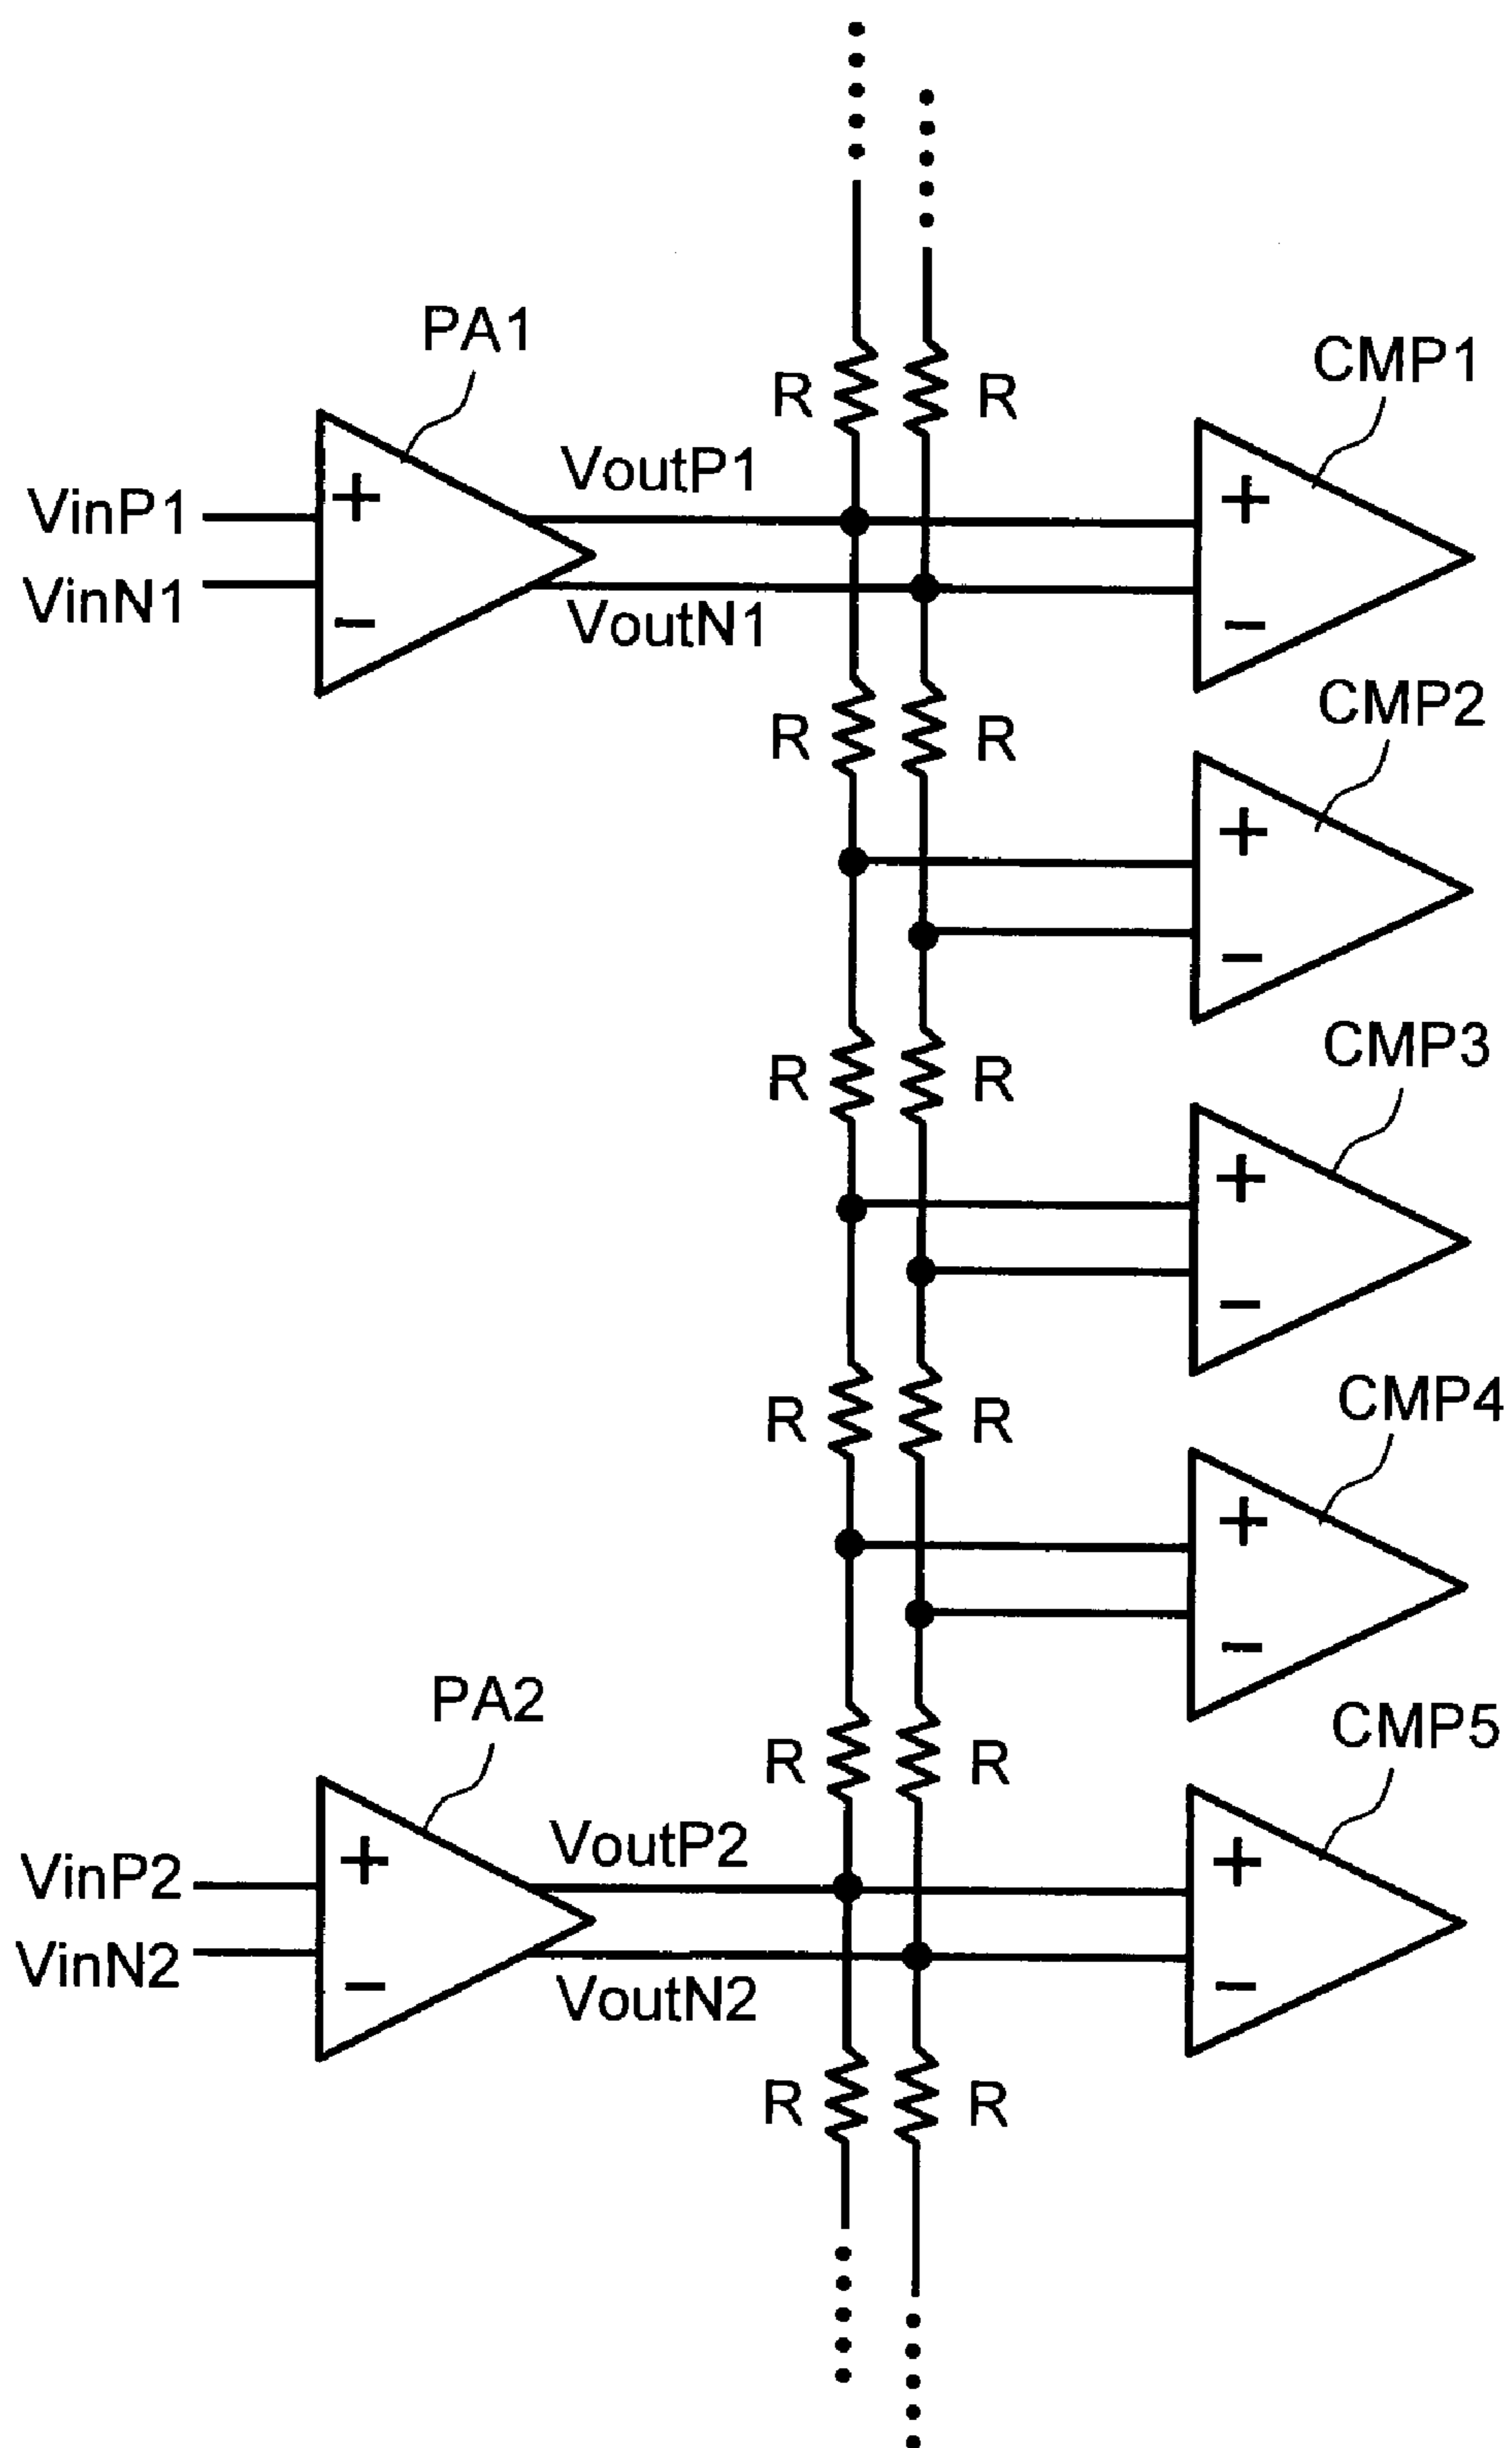 PA1
CMP1
R R
VoutP1
+ +
VinP1
VinN1
VoutN1
− −
CMP2
R R
+
−
CMP3
R R
+
−
CMP4
R R
+
−
PA2
CMP5
R R
VoutP2
+ +
VinP2
VinN2
− −
VoutN2
R R